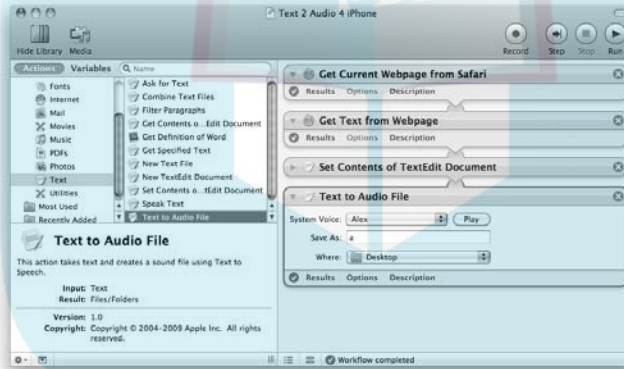 Text 2 Audio 4 iPhone
Hide Library Media
Record Step Stop Run
Actions Variables Name
Fonts
Internet
Mail
Movies
Music
PDFs
Photos
Text
Utilities
Most Used
Recently Added
Ask for Text
Combine Text Files
Filter Paragraphs
Get Contents o...Edit Document
Get Definition of Word
Get Specified Text
New Text File
New TextEdit Document
Set Contents o...tEdit Document
Speak Text
Text to Audio File
Text to Audio File
This action takes text and creates a sound file using Text to
Speech.
Input: Text
Result: Files/Folders
Version: 1.0
Copyright: Copyright © 2004-2009 Apple Inc. All rights
reserved.
Get Current Webpage from Safari
Results Options Description
Get Text from Webpage
Results Options Description
Set Contents of TextEdit Document
Text to Audio File
System Voice: Alex Play
Save As: a
Where: Desktop
Results Options Description
Workflow completed